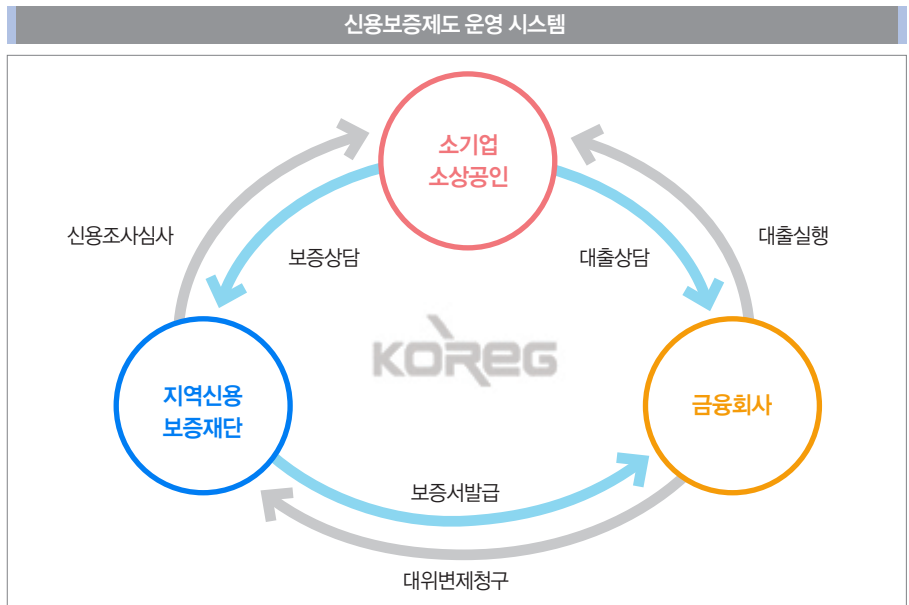 신용보증제도 운영 시스템
소기업
소상공인
신용조사심사
보증상담
대출상담
대출실행
KOREG
지역신용
보증재단
금융회사
보증서발급
대위변제청구